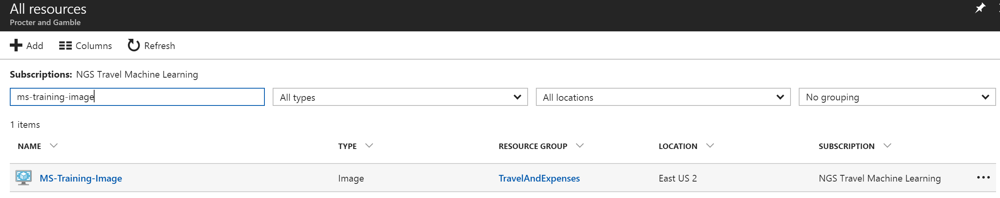 All resources
Procter and Gamble
Add Columns Refresh
Subscriptions: NGS Travel Machine Learning
ms-training-image All types All locations No grouping
1 items
NAME TYPE RESOURCE GROUP LOCATION SUBSCRIPTION
MS-Training-Image Image TravelAndExpenses East US 2 NGS Travel Machine Learning